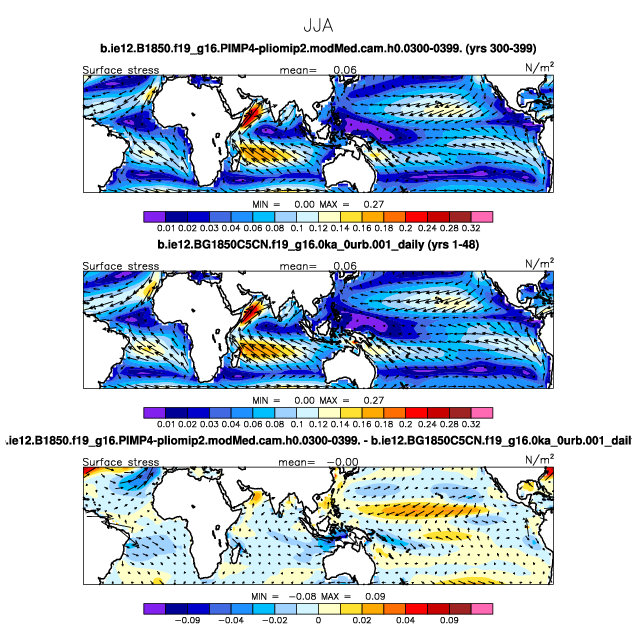 JJA
b.ie12.B1850.f19_g16.PIMP4-pliomip2.modMed.cam.h0.0300-0399. (yrs 300-399)
Surface stress mean= 0.06 N/m²
MIN = 0.00 MAX = 0.27
0.01 0.02 0.03 0.04 0.06 0.08 0.1 0.12 0.14 0.16 0.2 0.24 0.28 0.32
b.ie12.BG1850C5CN.f19_g16.0ka_0urb.001_daily (yrs 1-48)
Surface stress mean= 0.06 N/m²
MIN = 0.00 MAX = 0.27
0.01 0.02 0.03 0.04 0.06 0.08 0.1 0.12 0.14 0.16 0.2 0.24 0.28 0.32
.ie12.B1850.f19_g16.PIMP4-pliomip2.modMed.cam.h0.0300-0399. - b.ie12.BG1850C5CN.f19_g16.0ka_0urb.001_dail
Surface stress mean= -0.00 N/m²
MIN = -0.08 MAX = 0.09
-0.09 -0.04 -0.02 0 0.02 0.04 0.09